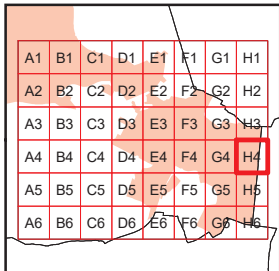 A1 B1 C1 D1 E1 F1 G1 H1
A2 B2 C2 D2 E2 F2 G2 H2
A3 B3 C3 D3 E3 F3 G3 H3
A4 B4 C4 D4 E4 F4 G4 H4
A5 B5 C5 D5 E5 F5 G5 H5
A6 B6 C6 D6 E6 F6 G6 H6